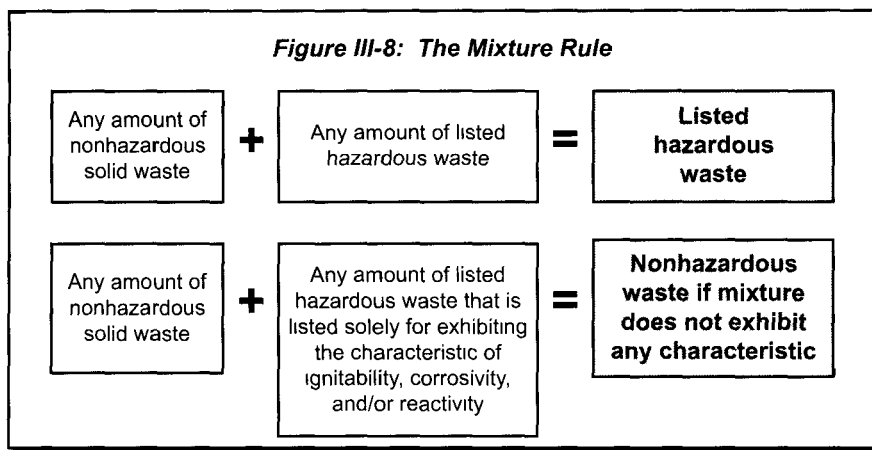 Figure III-8: The Mixture Rule
Any amount of
nonhazardous
solid waste
+
Any amount of listed
hazardous waste
=
Listed
hazardous
waste
Any amount of
nonhazardous
solid waste
+
Any amount of listed
hazardous waste that is
listed solely for exhibiting
the characteristic of
ignitability, corrosivity,
and/or reactivity
=
Nonhazardous
waste if mixture
does not exhibit
any characteristic